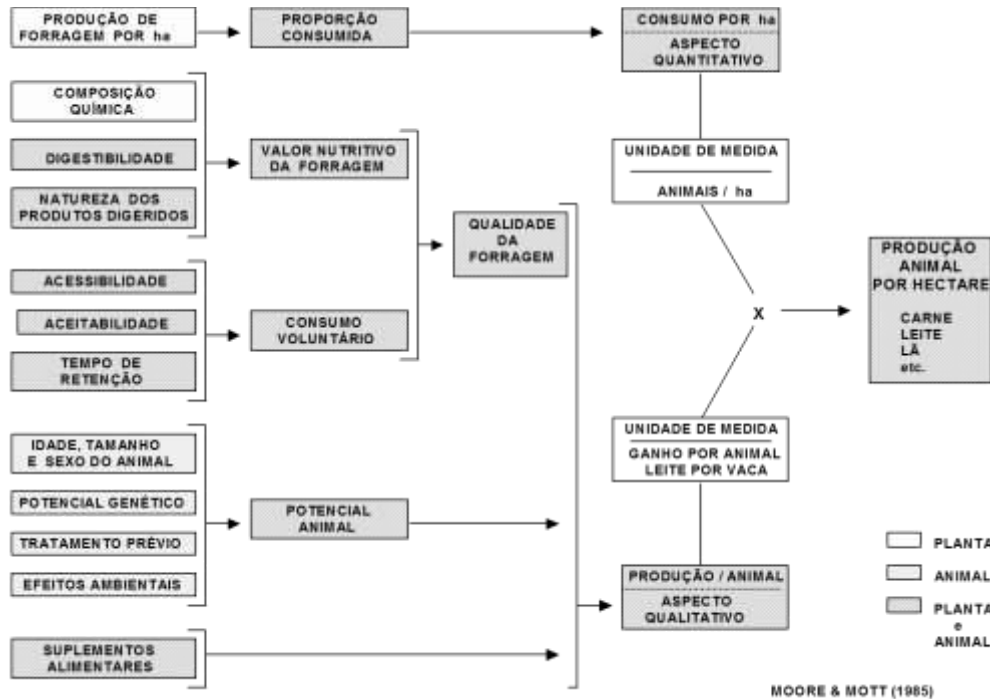 PRODUÇÃO DE
FORRAGEM POR ha
PROPORÇÃO
CONSUMIDA
CONSUMO POR ha
ASPECTO
QUANTITATIVO
COMPOSIÇÃO
QUÍMICA
DIGESTIBILIDADE
NATUREZA DOS
PRODUTOS DIGERIDOS
VALOR NUTRITIVO
DA FORRAGEM
UNIDADE DE MEDIDA
ANIMAIS / ha
QUALIDADE
DA
FORRAGEM
ACESSIBILIDADE
ACEITABILIDADE
TEMPO DE
RETENÇÃO
CONSUMO
VOLUNTÁRIO
X
PRODUÇÃO
ANIMAL
POR HECTARE
CARNE
LEITE
LÃ
etc.
UNIDADE DE MEDIDA
GANHO POR ANIMAL
LEITE POR VACA
IDADE, TAMANHO
E SEXO DO ANIMAL
POTENCIAL GENÉTICO
TRATAMENTO PRÉVIO
EFEITOS AMBIENTAIS
POTENCIAL
ANIMAL
PRODUÇÃO / ANIMAL
ASPECTO
QUALITATIVO
SUPLEMENTOS
ALIMENTARES
PLANTA
ANIMAL
PLANTA
e
ANIMAL
MOORE & MOTT (1985)